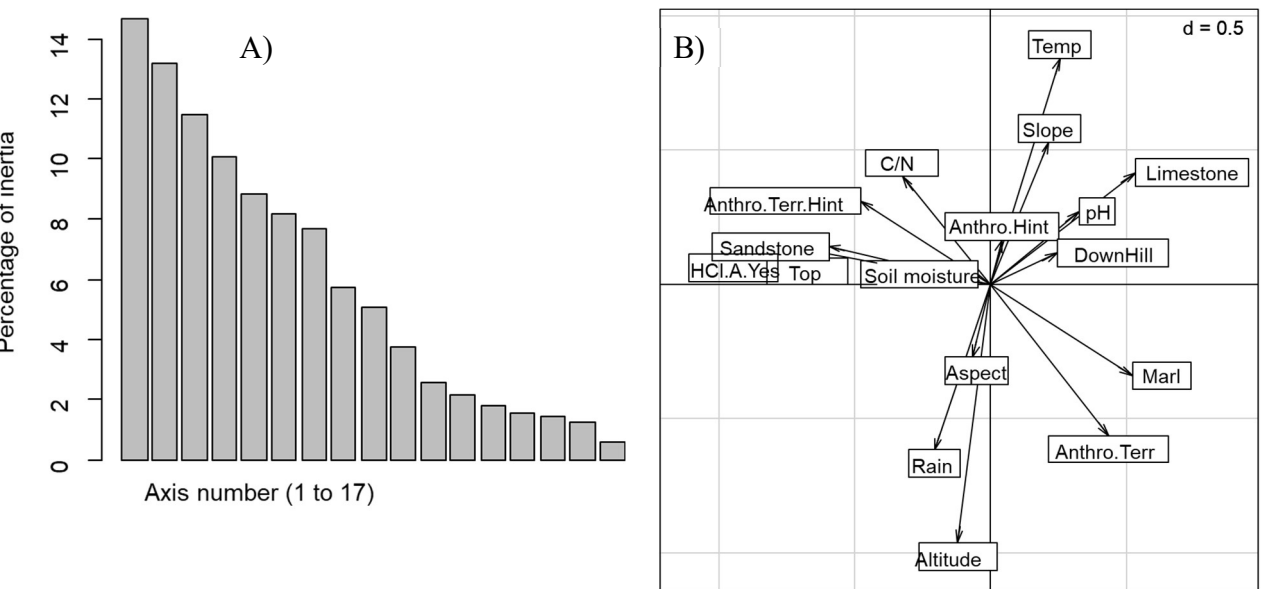 A)
Percentage of inertia
14
12
10
8
6
4
2
0
Axis number (1 to 17)
B)
d = 0.5
Temp
Slope
C/N
Limestone
Anthro.Terr.Hint
pH
Anthro.Hint
Sandstone
DownHill
HCl.A.Yes
Top
Soil moisture
Aspect
Marl
Anthro.Terr
Rain
Altitude